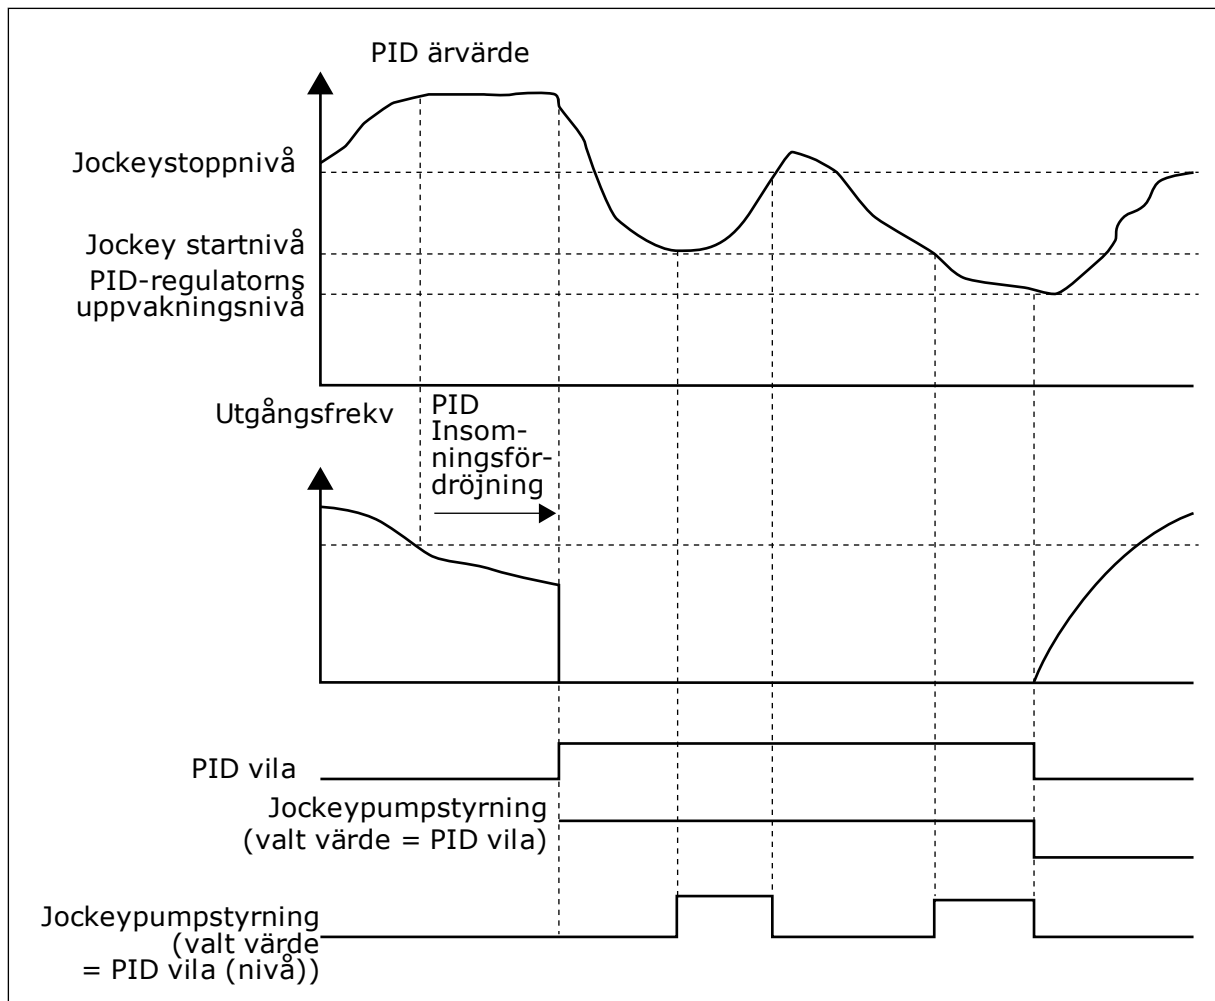 PID ärvärde
Jockeystoppnivå
Jockey startnivå
PID-regulatorns
uppvakningsnivå
Utgångsfrekv
PID
Insom-
ningsför-
dröjning
PID vila
Jockeypumpstyrning
(valt värde = PID vila)
Jockeypumpstyrning
(valt värde
= PID vila (nivå))